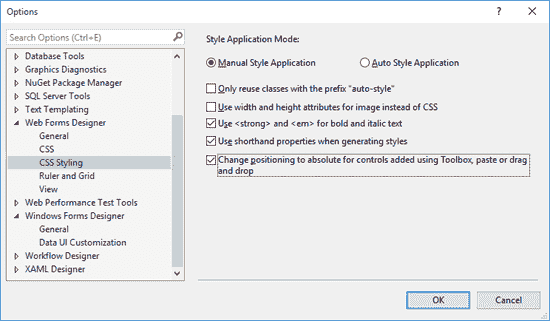 Options
Search Options (Ctrl+E)
Database Tools
Graphics Diagnostics
NuGet Package Manager
SQL Server Tools
Text Templating
Web Forms Designer
General
CSS
CSS Styling
Ruler and Grid
View
Web Performance Test Tools
Windows Forms Designer
General
Data UI Customization
Workflow Designer
XAML Designer
Style Application Mode:
Manual Style Application
Auto Style Application
Only reuse classes with the prefix "auto-style"
Use width and height attributes for image instead of CSS
Use <strong> and <em> for bold and italic text
Use shorthand properties when generating styles
Change positioning to absolute for controls added using Toolbox, paste or drag
and drop
OK
Cancel